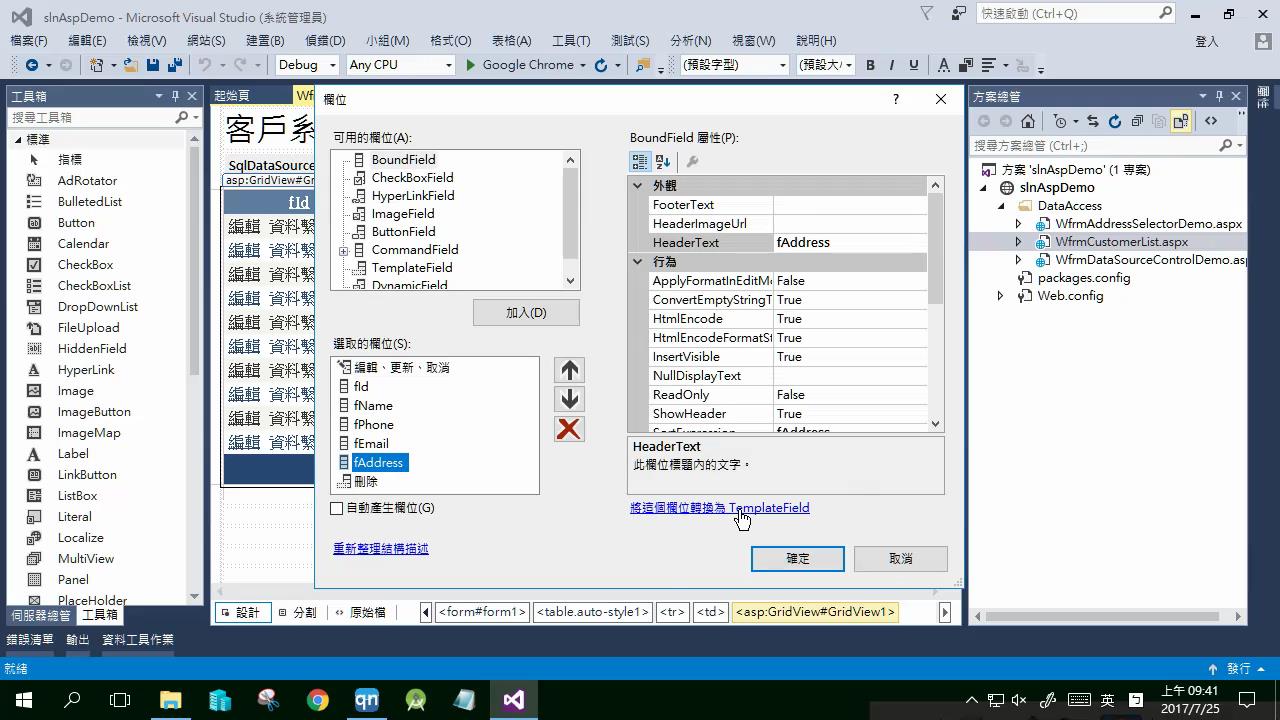 slnAspDemo - Microsoft Visual Studio (系統管理員)
快速啟動 (Ctrl+Q)
檔案(F) 編輯(E) 檢視(V) 網站(S) 建置(B) 偵錯(D) 小組(M) 格式(O) 表格(A) 工具(T) 測試(S) 分析(N) 視窗(W) 說明(H)
登入
Debug Any CPU Google Chrome (預設字型) (預設大 B I U A
工具箱
搜尋工具箱
標準
指標
AdRotator
BulletedList
Button
Calendar
CheckBox
CheckBoxList
DropDownList
FileUpload
HiddenField
HyperLink
Image
ImageButton
ImageMap
Label
LinkButton
ListBox
Literal
Localize
MultiView
Panel
PlaceHolder
伺服器總管 工具箱
起始頁 Wf
客戶系
SqlDataSource
asp:GridView#Gr
fId
編輯 資料繫
編輯 資料繫
編輯 資料繫
編輯 資料繫
編輯 資料繫
編輯 資料繫
編輯 資料繫
編輯 資料繫
編輯 資料繫
編輯 資料繫
欄位
?
可用的欄位(A):
BoundField
CheckBoxField
HyperLinkField
ImageField
ButtonField
CommandField
TemplateField
DynamicField
加入(D)
選取的欄位(S):
編輯、更新、取消
fId
fName
fPhone
fEmail
fAddress
刪除
自動產生欄位(G)
重新整理結構描述
BoundField 屬性(P):
外觀
FooterText
HeaderImageUrl
HeaderText fAddress
行為
ApplyFormatInEditMo False
ConvertEmptyStringT True
HtmlEncode True
HtmlEncodeFormatSt True
InsertVisible True
NullDisplayText
ReadOnly False
ShowHeader True
SortExpression fAddress
HeaderText
此欄位標題內的文字。
將這個欄位轉換為 TemplateField
確定 取消
設計 分割 原始檔 <form#form1> <table.auto-style1> <tr> <td> <asp:GridView#GridView1>
方案總管
搜尋方案總管 (Ctrl+;)
方案 'slnAspDemo' (1 專案)
slnAspDemo
DataAccess
WfrmAddressSelectorDemo.aspx
WfrmCustomerList.aspx
WfrmDataSourceControlDemo.asp
packages.config
Web.config
錯誤清單 輸出 資料工具作業
就緒
發行
qn
英
上午 09:41
2017/7/25